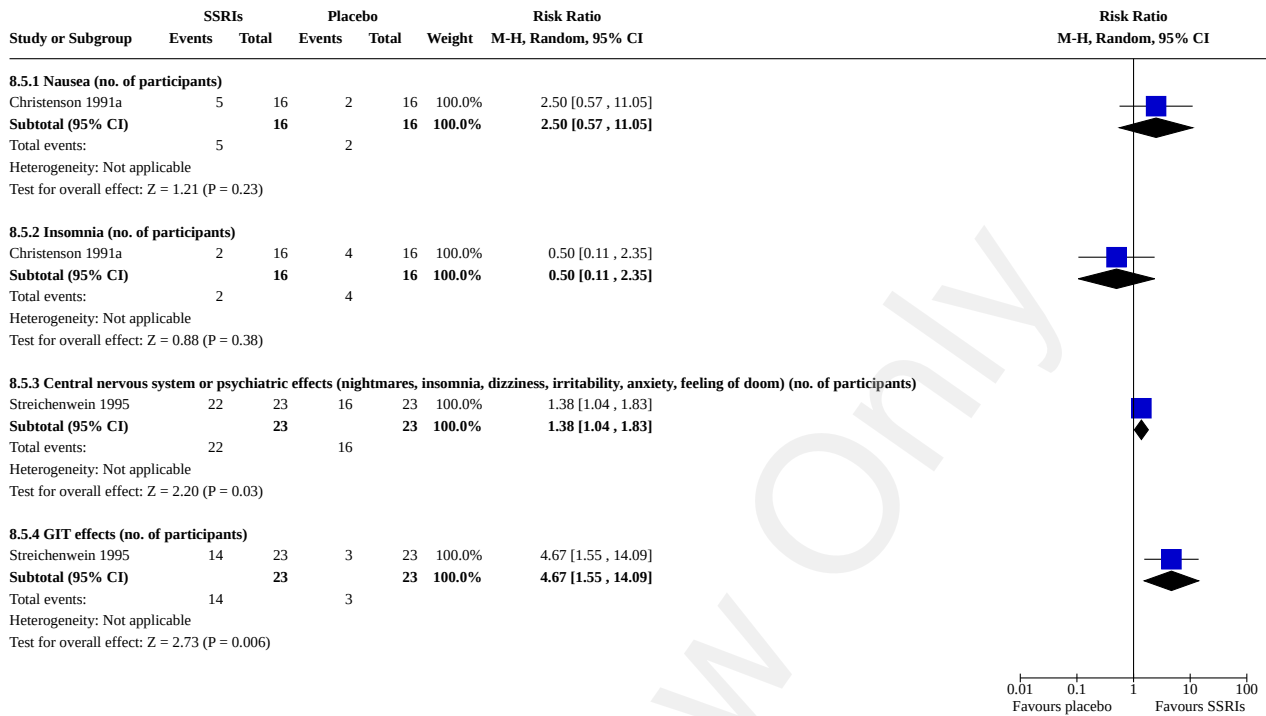 SSRIs Placebo Risk Ratio Risk Ratio
Study or Subgroup Events Total Events Total Weight M-H, Random, 95% CI M-H, Random, 95% CI
8.5.1 Nausea (no. of participants)
Christenson 1991a 5 16 2 16 100.0% 2.50 [0.57 , 11.05]
Subtotal (95% CI) 16 16 100.0% 2.50 [0.57 , 11.05]
Total events: 5 2
Heterogeneity: Not applicable
Test for overall effect: Z = 1.21 (P = 0.23)
8.5.2 Insomnia (no. of participants)
Christenson 1991a 2 16 4 16 100.0% 0.50 [0.11 , 2.35]
Subtotal (95% CI) 16 16 100.0% 0.50 [0.11 , 2.35]
Total events: 2 4
Heterogeneity: Not applicable
Test for overall effect: Z = 0.88 (P = 0.38)
8.5.3 Central nervous system or psychiatric effects (nightmares, insomnia, dizziness, irritability, anxiety, feeling of doom) (no. of participants)
Streichenwein 1995 22 23 16 23 100.0% 1.38 [1.04 , 1.83]
Subtotal (95% CI) 23 23 100.0% 1.38 [1.04 , 1.83]
Total events: 22 16
Heterogeneity: Not applicable
Test for overall effect: Z = 2.20 (P = 0.03)
8.5.4 GIT effects (no. of participants)
Streichenwein 1995 14 23 3 23 100.0% 4.67 [1.55 , 14.09]
Subtotal (95% CI) 23 23 100.0% 4.67 [1.55 , 14.09]
Total events: 14 3
Heterogeneity: Not applicable
Test for overall effect: Z = 2.73 (P = 0.006)
0.01 0.1 1 10 100
Favours placebo Favours SSRIs
w Only